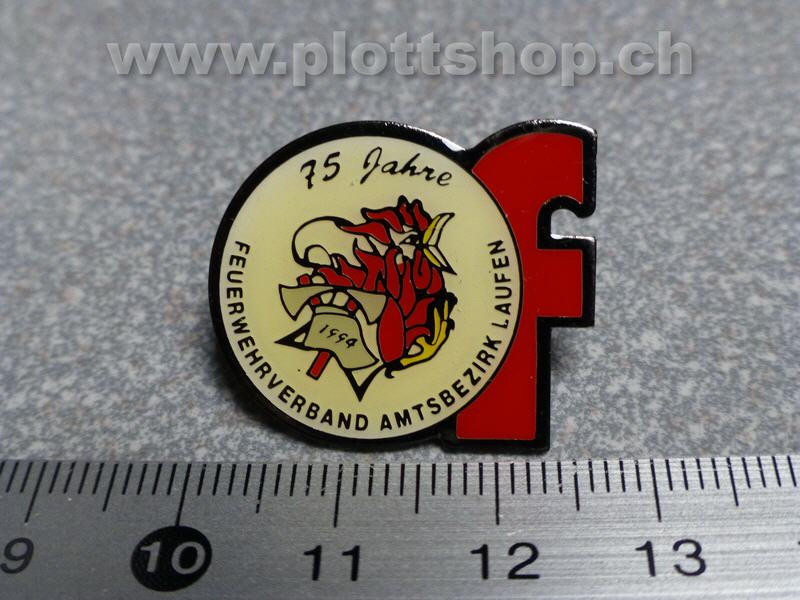 www.plottshop.ch
75 Jahre
f
1994
FEUERWEHRVERBAND AMTSBEZIRK LAUFEN
9 10 11 12 13